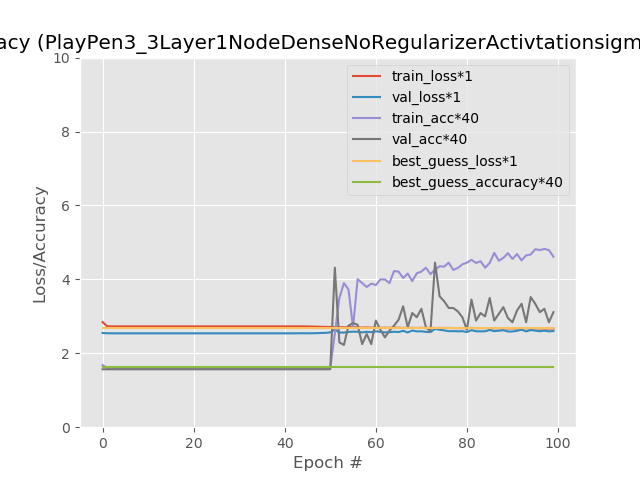 acy (PlayPen3_3Layer1NodeDenseNoRegularizerActivtationsigm
train_loss*1
val_loss*1
train_acc*40
val_acc*40
best_guess_loss*1
best_guess_accuracy*40
10
8
6
4
2
0
Loss/Accuracy
0 20 40 60 80 100
Epoch #